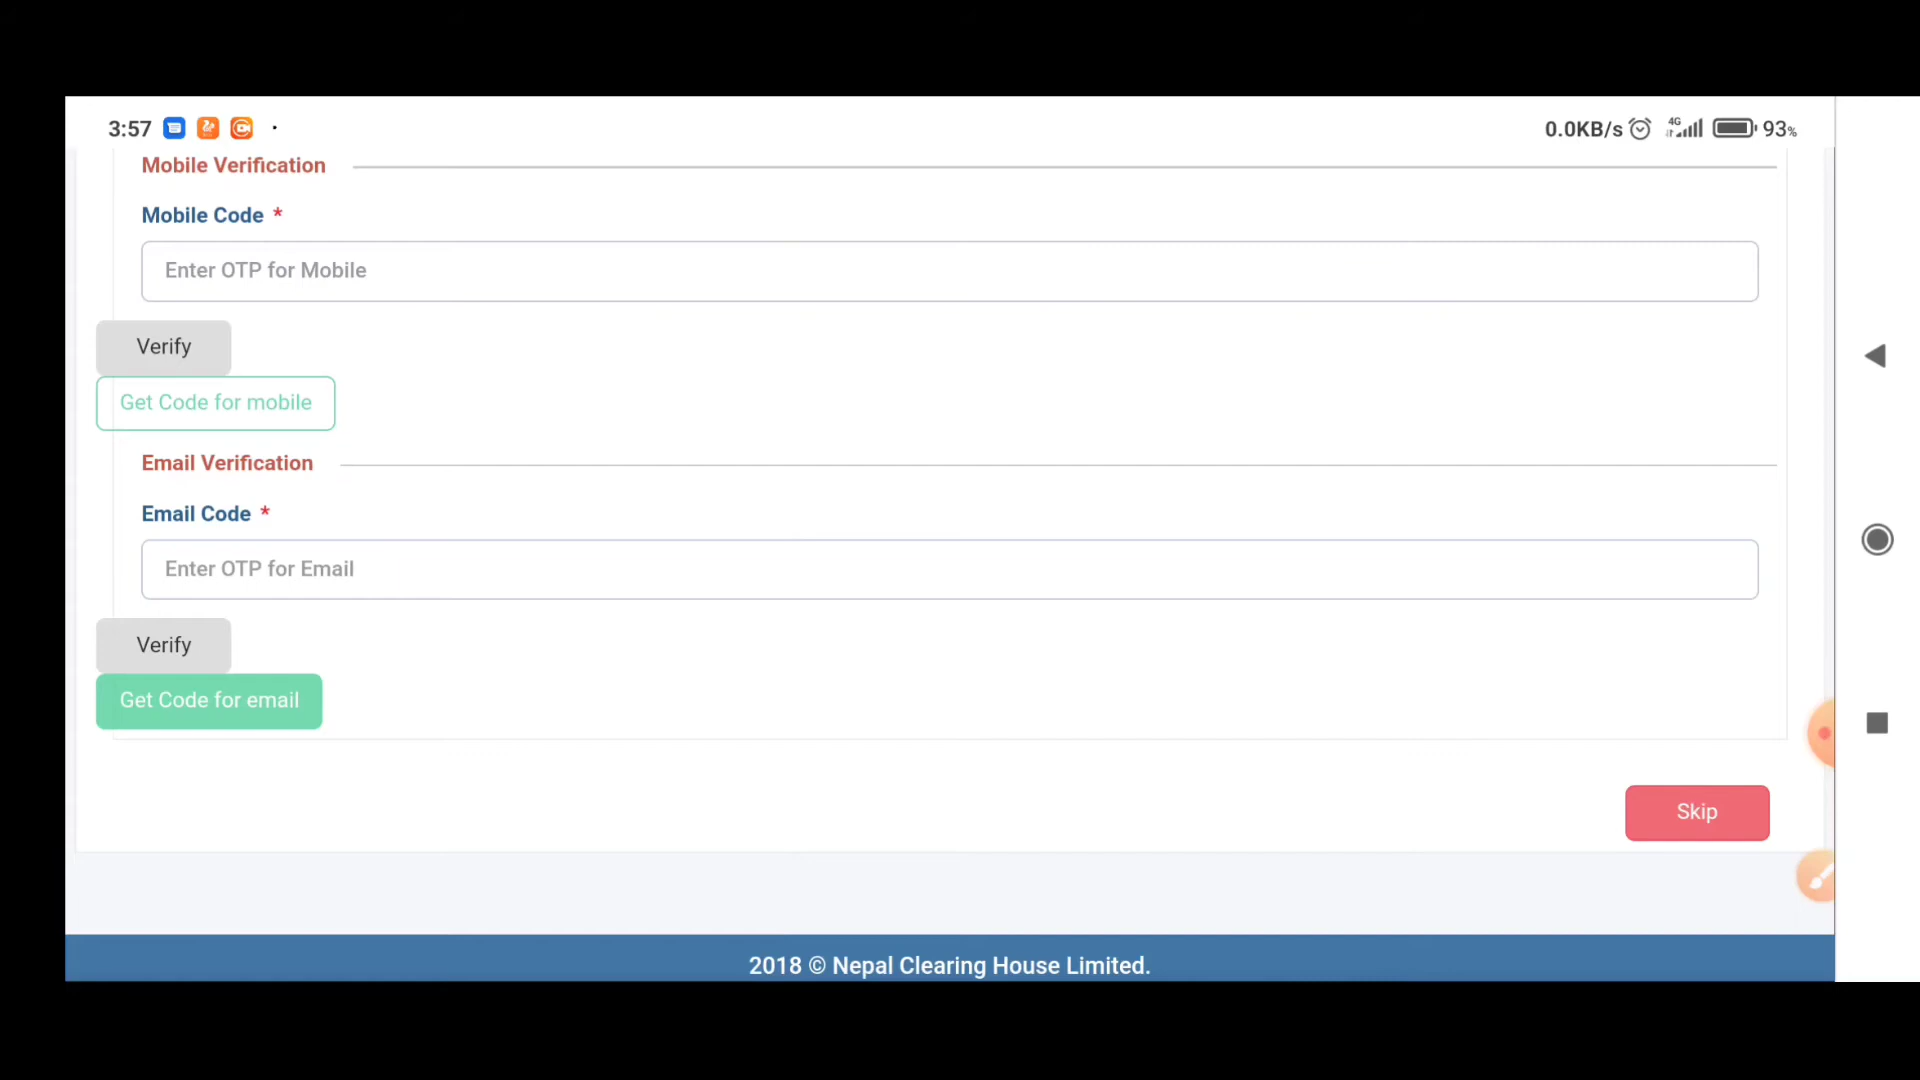 3:57
0.0KB/s 4G 93%
Mobile Verification
Mobile Code *
Enter OTP for Mobile
Verify
Get Code for mobile
Email Verification
Email Code *
Enter OTP for Email
Verify
Get Code for email
Skip
2018 © Nepal Clearing House Limited.